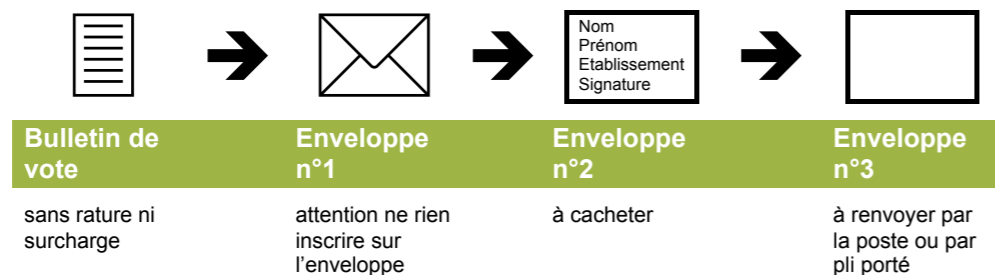 Nom
Prénom
Etablissement
Signature
Bulletin de
vote
Enveloppe
n°1
Enveloppe
n°2
Enveloppe
n°3
sans rature ni
surcharge
attention ne rien
inscrire sur
l'enveloppe
à cacheter
à renvoyer par
la poste ou par
pli porté